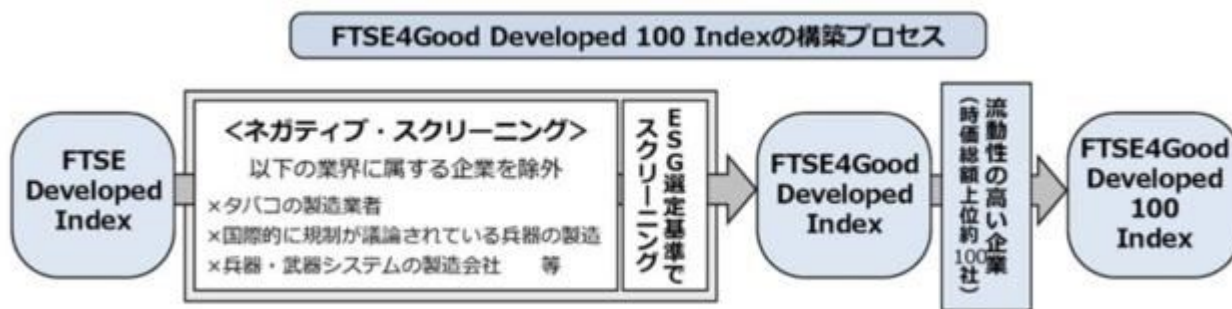 FTSE4Good Developed 100 Indexの構築プロセス
FTSE
Developed
Index
<ネガティブ・スクリーニング>
以下の業界に属する企業を除外
×タバコの製造業者
×国際的に規制が議論されている兵器の製造
×兵器・武器システムの製造会社　等
ESG選定基準で
スクリーニング
FTSE4Good
Developed
Index
流動性の高い企業
(時価総額上位約100社)
FTSE4Good
Developed
100
Index